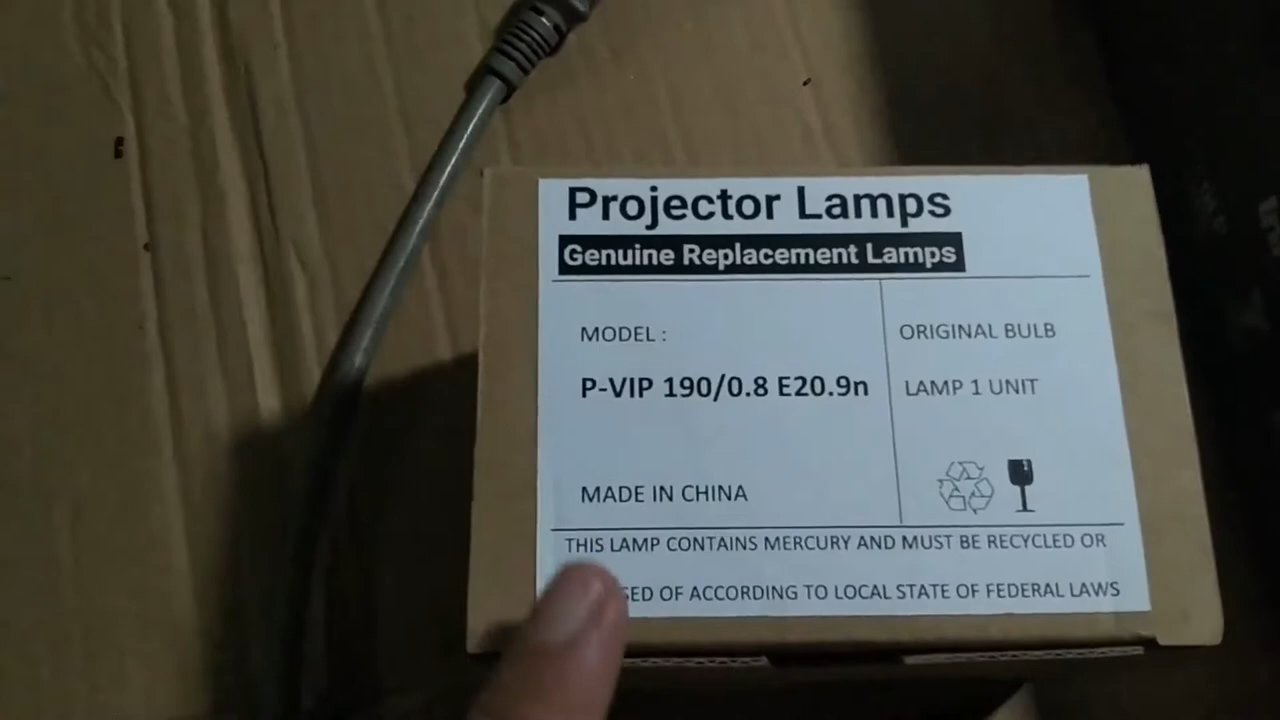 Projector Lamps
Genuine Replacement Lamps
MODEL :
ORIGINAL BULB
P-VIP 190/0.8 E20.9n
LAMP 1 UNIT
MADE IN CHINA
THIS LAMP CONTAINS MERCURY AND MUST BE RECYCLED OR
OF ACCORDING TO LOCAL STATE OF FEDERAL LAWS